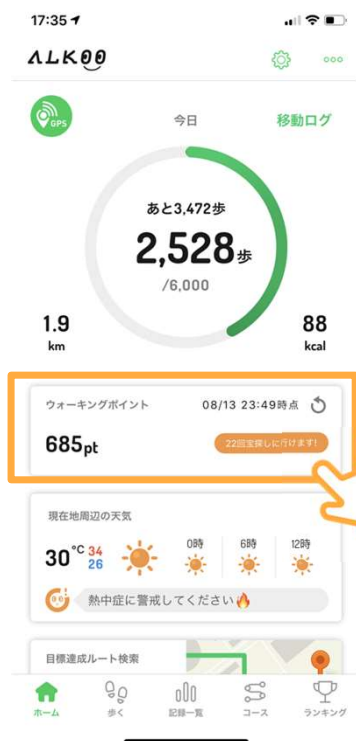 17:35
ALKOO
GPS
今日
移動ログ
あと3,472歩
2,528歩
/6,000
1.9
km
88
kcal
ウォーキングポイント
08/13 23:49時点
685pt
22回宝探しに行けます!
現在地周辺の天気
30℃
34
26
0時
6時
12時
熱中症に警戒してください🔥
目標達成ルート検索
ホーム
歩く
記録一覧
コース
ランキング